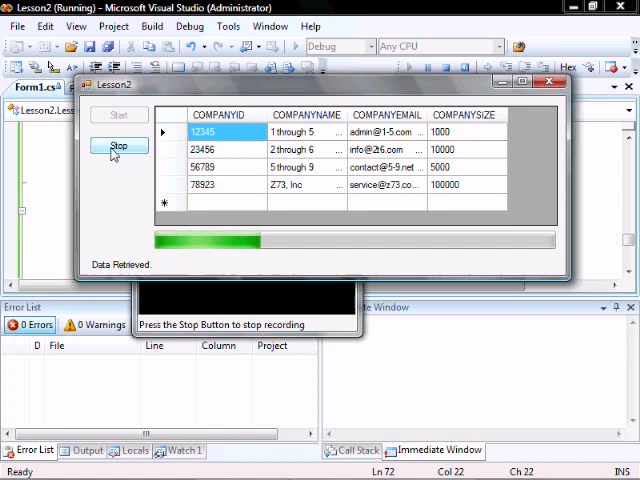 Lesson2 (Running) - Microsoft Visual Studio (Administrator)
File Edit View Project Build Debug Data Tools Window Help
Debug Any CPU
Hex
Form1.cs
Lesson2
Lesson2.Les
Start
Stop
COMPANYID COMPANYNAME COMPANYEMAIL COMPANYSIZE
12345 1 through 5 ... admin@1-5.com ... 1000
23456 2 through 6 ... info@2t6.com ... 10000
56789 5 through 9 ... contact@5-9.net ... 5000
78923 Z73, Inc ... service@z73.co... 100000
Data Retrieved.
Press the Stop Button to stop recording
Error List
ate Window
0 Errors 0 Warnings
D File Line Column Project
Error List Output Locals Watch 1
Call Stack Immediate Window
Ready Ln 72 Col 22 Ch 22 INS